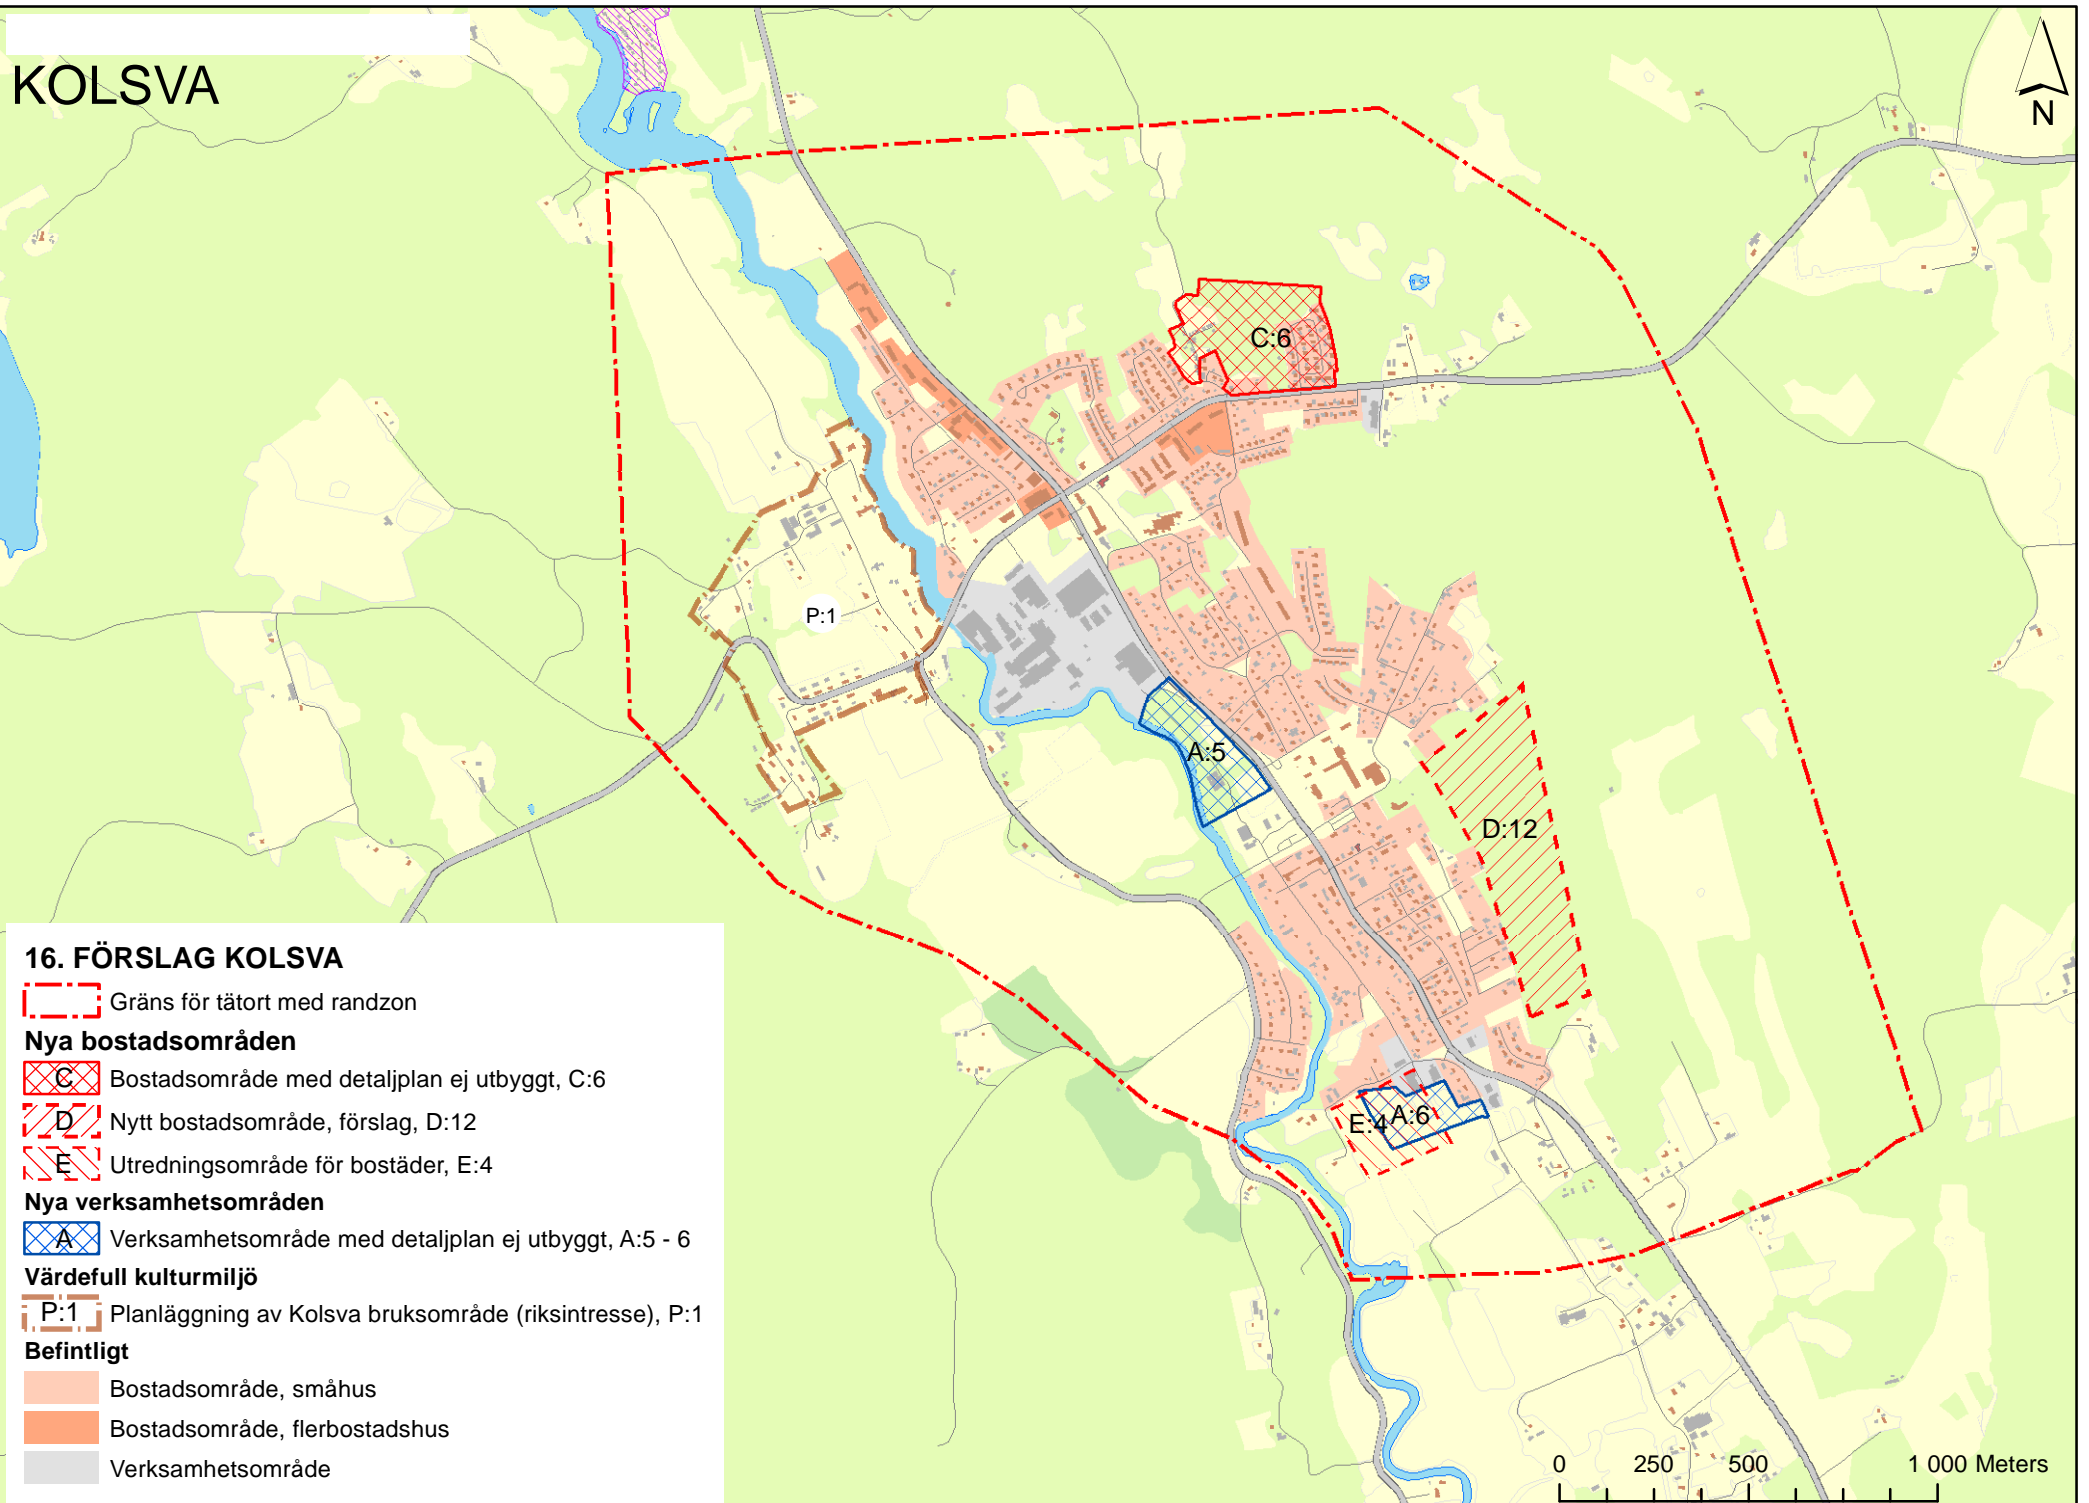 KOLSVA
N
C:6
P:1
A:5
D:12
E:4
A:6
16. FÖRSLAG KOLSVA
Gräns för tätort med randzon
Nya bostadsområden
C Bostadsområde med detaljplan ej utbyggt, C:6
D Nytt bostadsområde, förslag, D:12
E Utredningsområde för bostäder, E:4
Nya verksamhetsområden
A Verksamhetsområde med detaljplan ej utbyggt, A:5 - 6
Värdefull kulturmiljö
P:1 Planläggning av Kolsva bruksområde (riksintresse), P:1
Befintligt
Bostadsområde, småhus
Bostadsområde, flerbostadshus
Verksamhetsområde
0 250 500 1 000 Meters